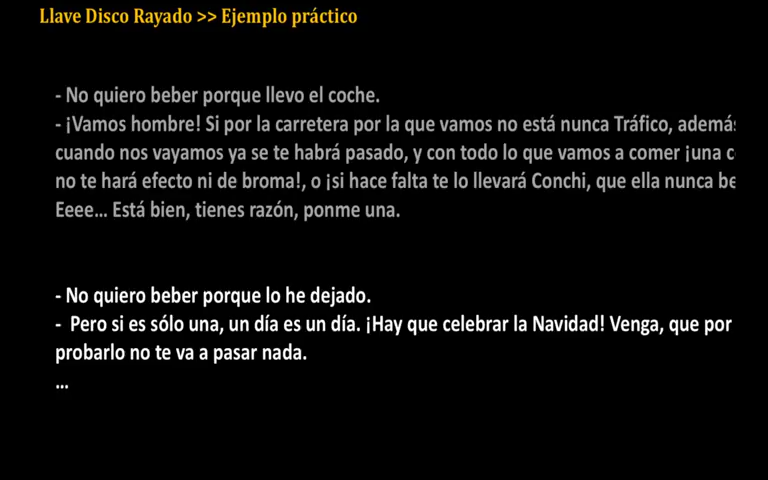 Llave Disco Rayado >> Ejemplo práctico
- No quiero beber porque llevo el coche.
- ¡Vamos hombre! Si por la carretera por la que vamos no está nunca Tráfico, además
cuando nos vayamos ya se te habrá pasado, y con todo lo que vamos a comer ¡una
no te hará efecto ni de broma!, o ¡si hace falta te lo llevará Conchi, que ella nunca
Eeee... Está bien, tienes razón, ponme una.
- No quiero beber porque lo he dejado.
- Pero si es sólo una, un día es un día. ¡Hay que celebrar la Navidad! Venga, que por
probarlo no te va a pasar nada.
...